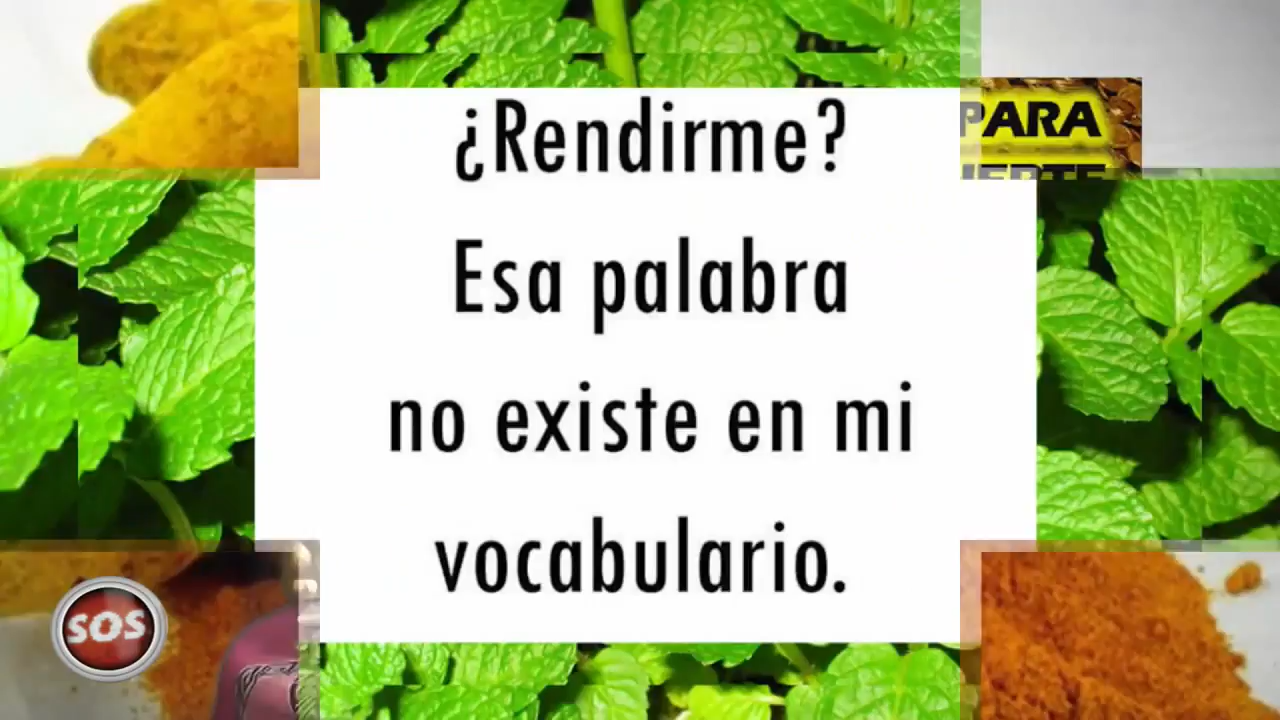 ¿Rendirme?
PARA
Esa palabra
no existe en mi
vocabulario.
SOS